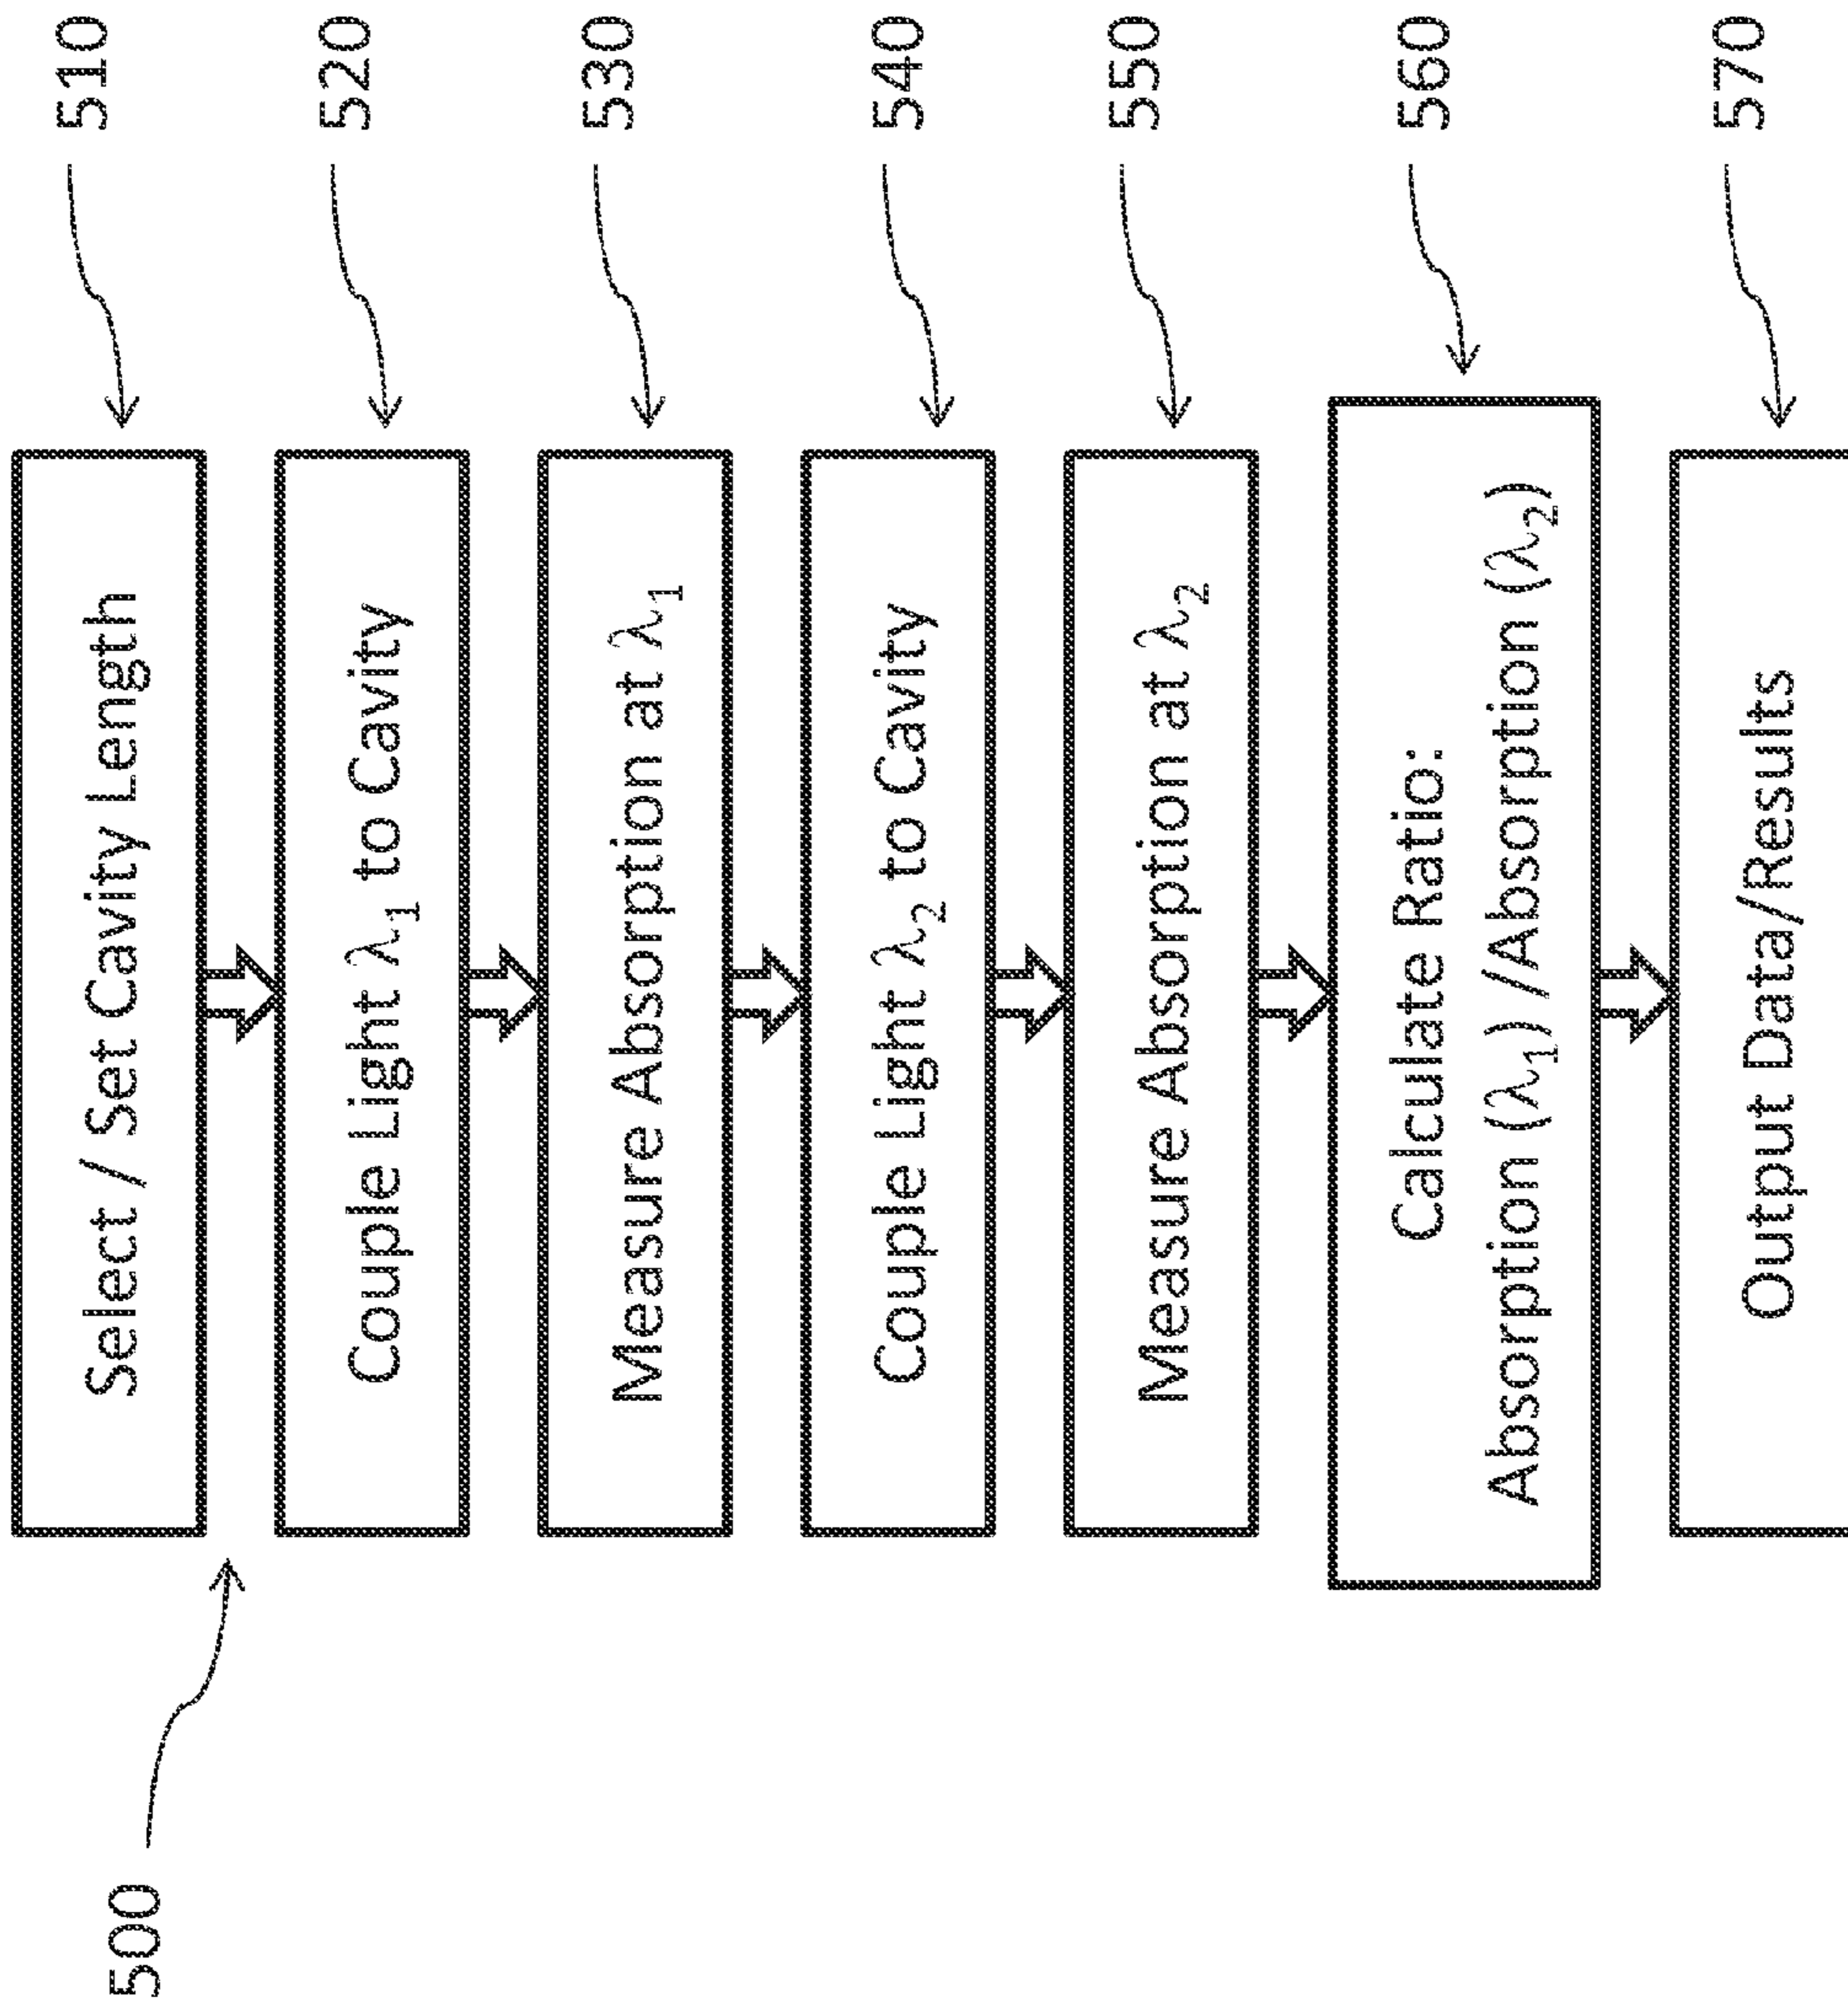 500
Select / Set Cavity Length
510
Couple Light λ₁ to Cavity
520
Measure Absorption at λ₁
530
Couple Light λ₂ to Cavity
540
Measure Absorption at λ₂
550
Calculate Ratio:
Absorption (λ₁) /Absorption (λ₂)
560
Output Data/Results
570